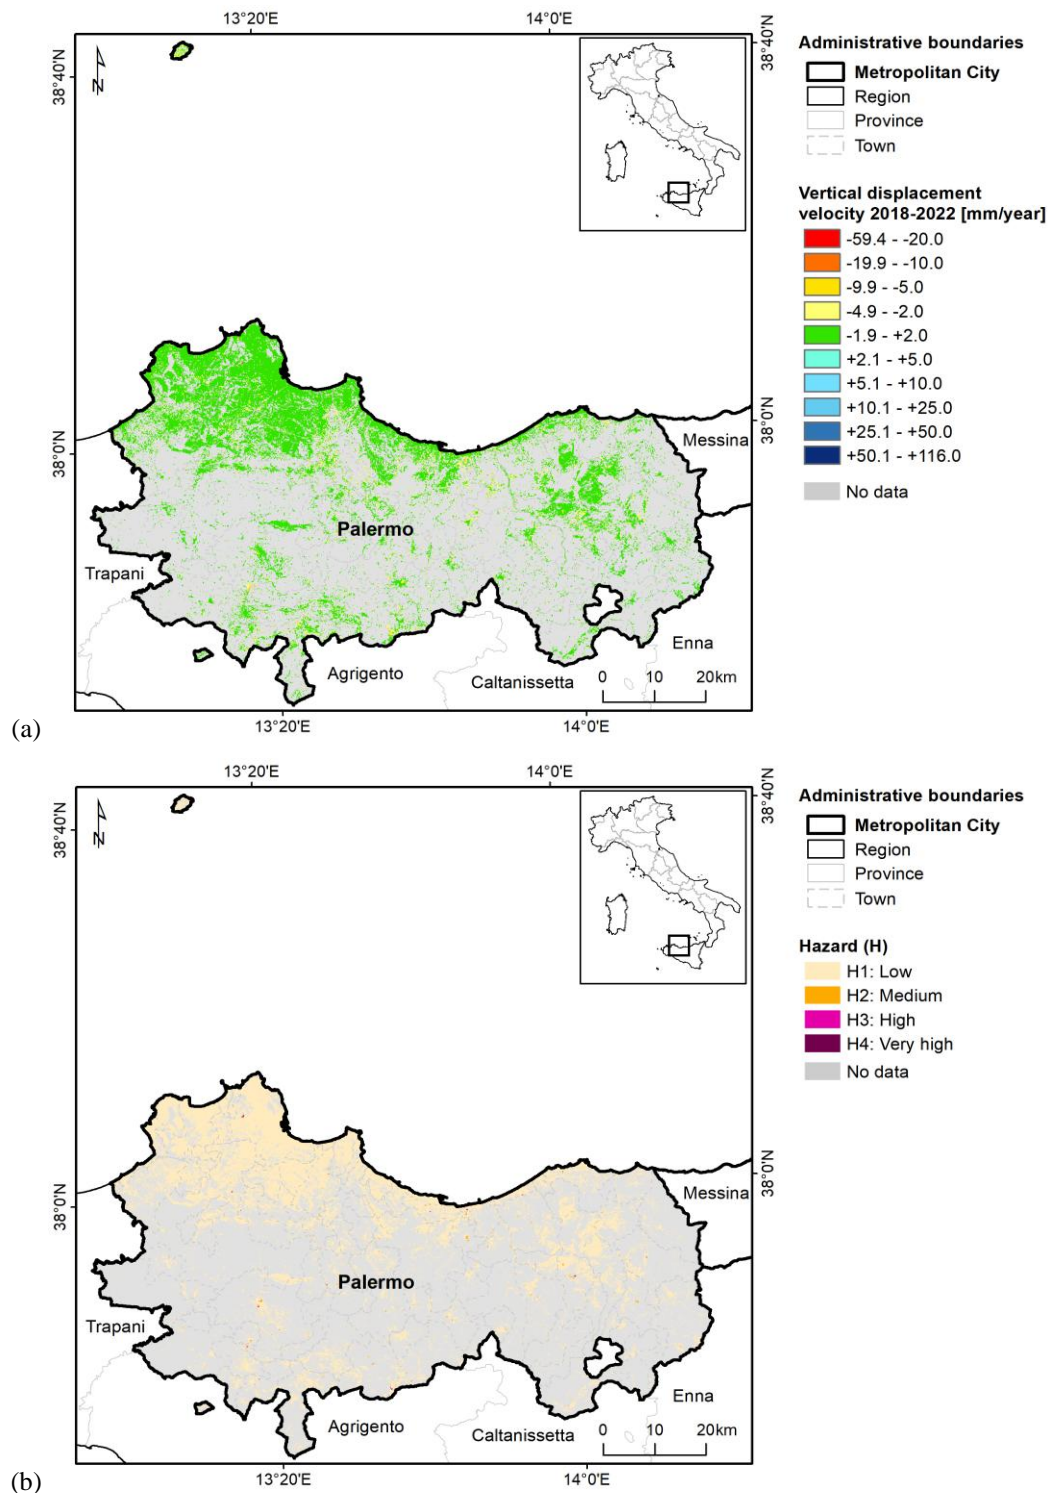 13°20'E
14°0'E
38°40'N
38°40'N
N
Administrative boundaries
Metropolitan City
Region
Province
Town
Vertical displacement
velocity 2018-2022 [mm/year]
-59.4 - -20.0
-19.9 - -10.0
-9.9 - -5.0
-4.9 - -2.0
-1.9 - +2.0
+2.1 - +5.0
+5.1 - +10.0
+10.1 - +25.0
+25.1 - +50.0
+50.1 - +116.0
No data
38°0'N
38°0'N
Messina
Palermo
Trapani
Enna
Agrigento
Caltanissetta
0 10 20km
(a)
13°20'E
14°0'E
13°20'E
14°0'E
38°40'N
38°40'N
N
Administrative boundaries
Metropolitan City
Region
Province
Town
Hazard (H)
H1: Low
H2: Medium
H3: High
H4: Very high
No data
38°0'N
38°0'N
Messina
Palermo
Trapani
Enna
Agrigento
Caltanissetta
0 10 20km
(b)
13°20'E
14°0'E